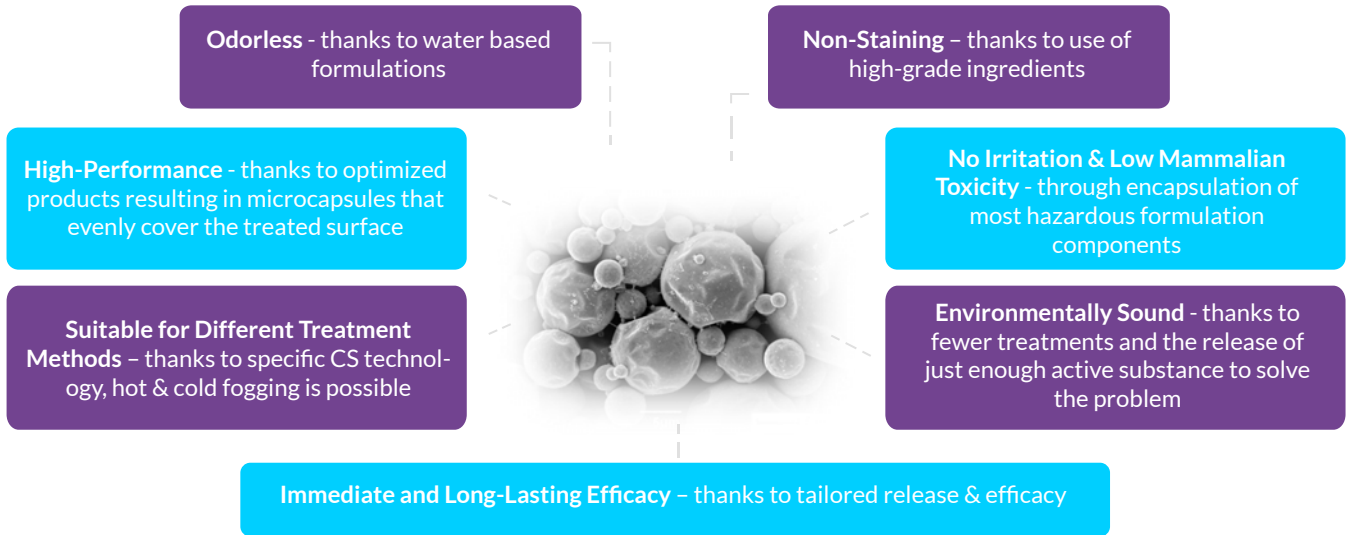 Odorless - thanks to water based
formulations
Non-Staining – thanks to use of
high-grade ingredients
High-Performance - thanks to optimized
products resulting in microcapsules that
evenly cover the treated surface
No Irritation & Low Mammalian
Toxicity - through encapsulation of
most hazardous formulation
components
Suitable for Different Treatment
Methods – thanks to specific CS technol-
ogy, hot & cold fogging is possible
Environmentally Sound - thanks to
fewer treatments and the release of
just enough active substance to solve
the problem
Immediate and Long-Lasting Efficacy – thanks to tailored release & efficacy